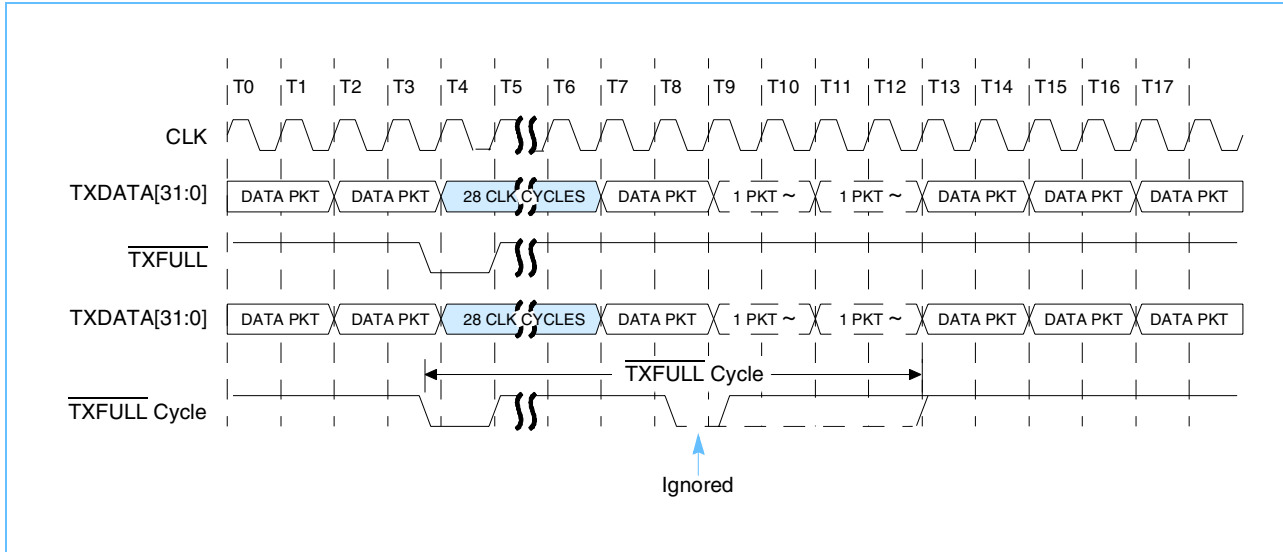 T0 T1 T2 T3 T4 T5 T6 T7 T8 T9 T10 T11 T12 T13 T14 T15 T16 T17
CLK
TXDATA[31:0] DATA PKT DATA PKT 28 CLK CYCLES DATA PKT 1 PKT ~ 1 PKT ~ DATA PKT DATA PKT DATA PKT
TXFULL
TXDATA[31:0] DATA PKT DATA PKT 28 CLK CYCLES DATA PKT 1 PKT ~ 1 PKT ~ DATA PKT DATA PKT DATA PKT
TXFULL Cycle
TXFULL Cycle
Ignored